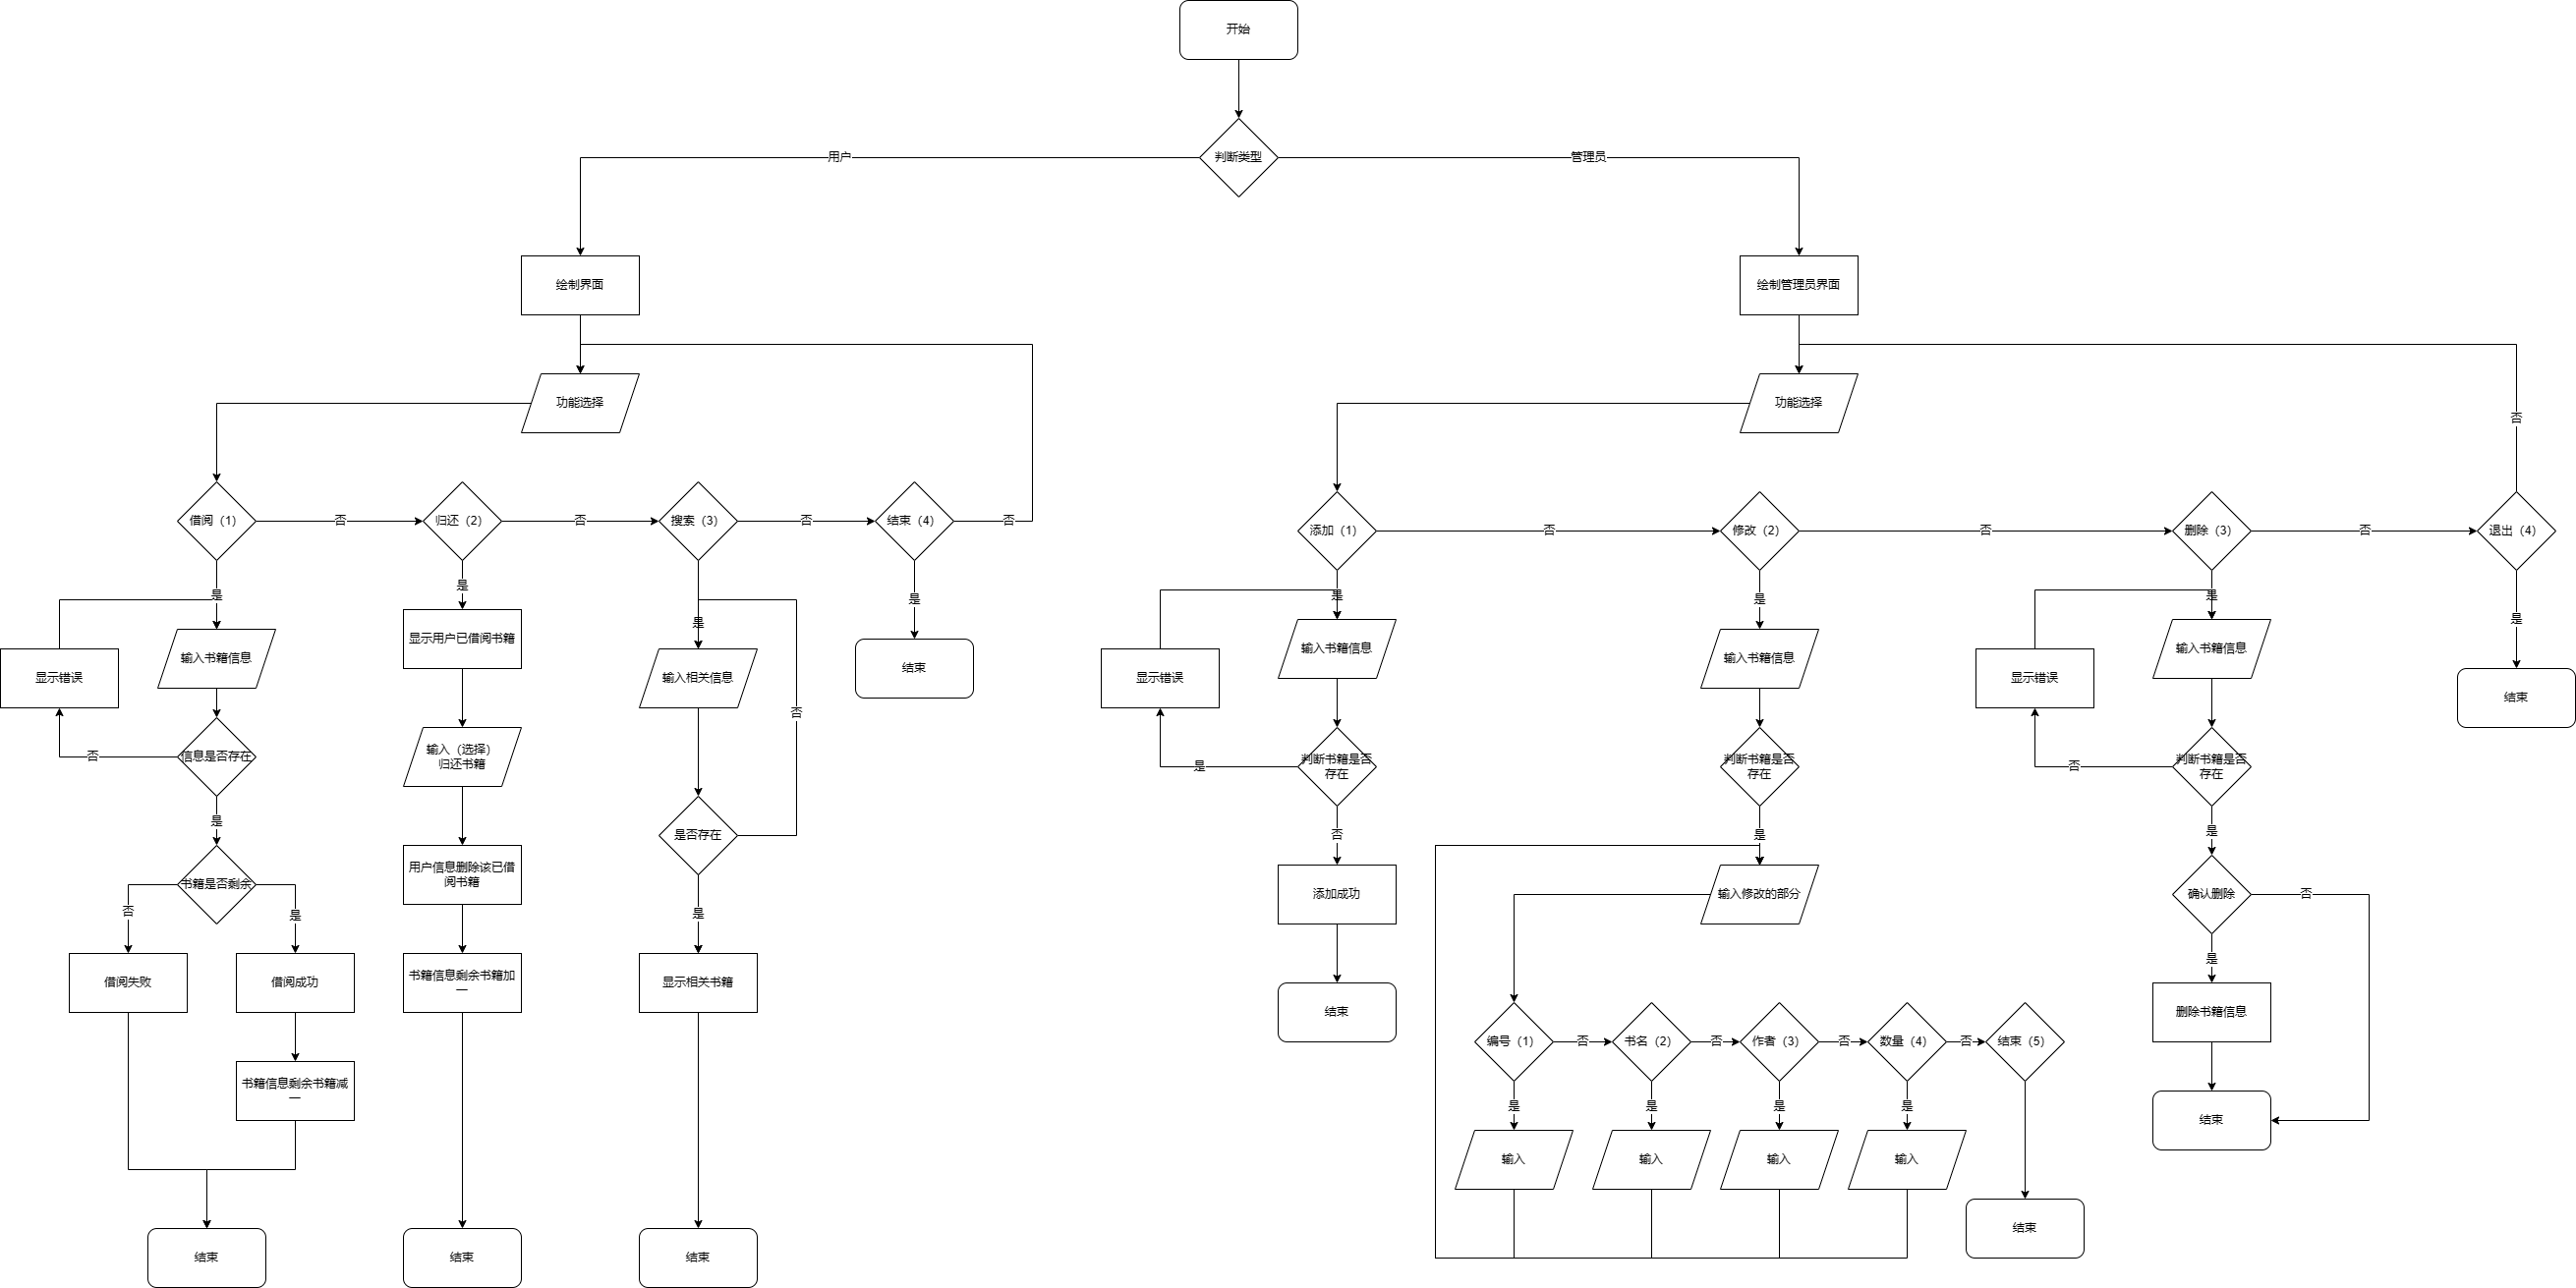 开始
判断类型
用户
管理员
绘制界面
绘制管理员界面
功能选择
功能选择
否
借阅（1）
否
归还（2）
否
搜索（3）
否
结束（4）
否
添加（1）
否
修改（2）
否
删除（3）
否
退出（4）
是
是
是
是
是
是
是
是
显示错误
输入书籍信息
显示用户已借阅书籍
输入相关信息
结束
显示错误
输入书籍信息
输入书籍信息
显示错误
输入书籍信息
结束
否
信息是否存在
否
输入（选择）
归还书籍
是
判断书籍是否
存在
判断书籍是否
存在
否
判断书籍是否
存在
是
是否存在
否
是
是
书籍是否剩余
用户信息删除该已借
阅书籍
添加成功
输入修改的部分
确认删除
否
否
是
是
是
借阅失败
借阅成功
书籍信息剩余书籍加
一
显示相关书籍
结束
删除书籍信息
编号（1）
否
书名（2）
否
作者（3）
否
数量（4）
否
结束（5）
书籍信息剩余书籍减
一
是
是
是
是
结束
输入
输入
输入
输入
结束
结束
结束
结束